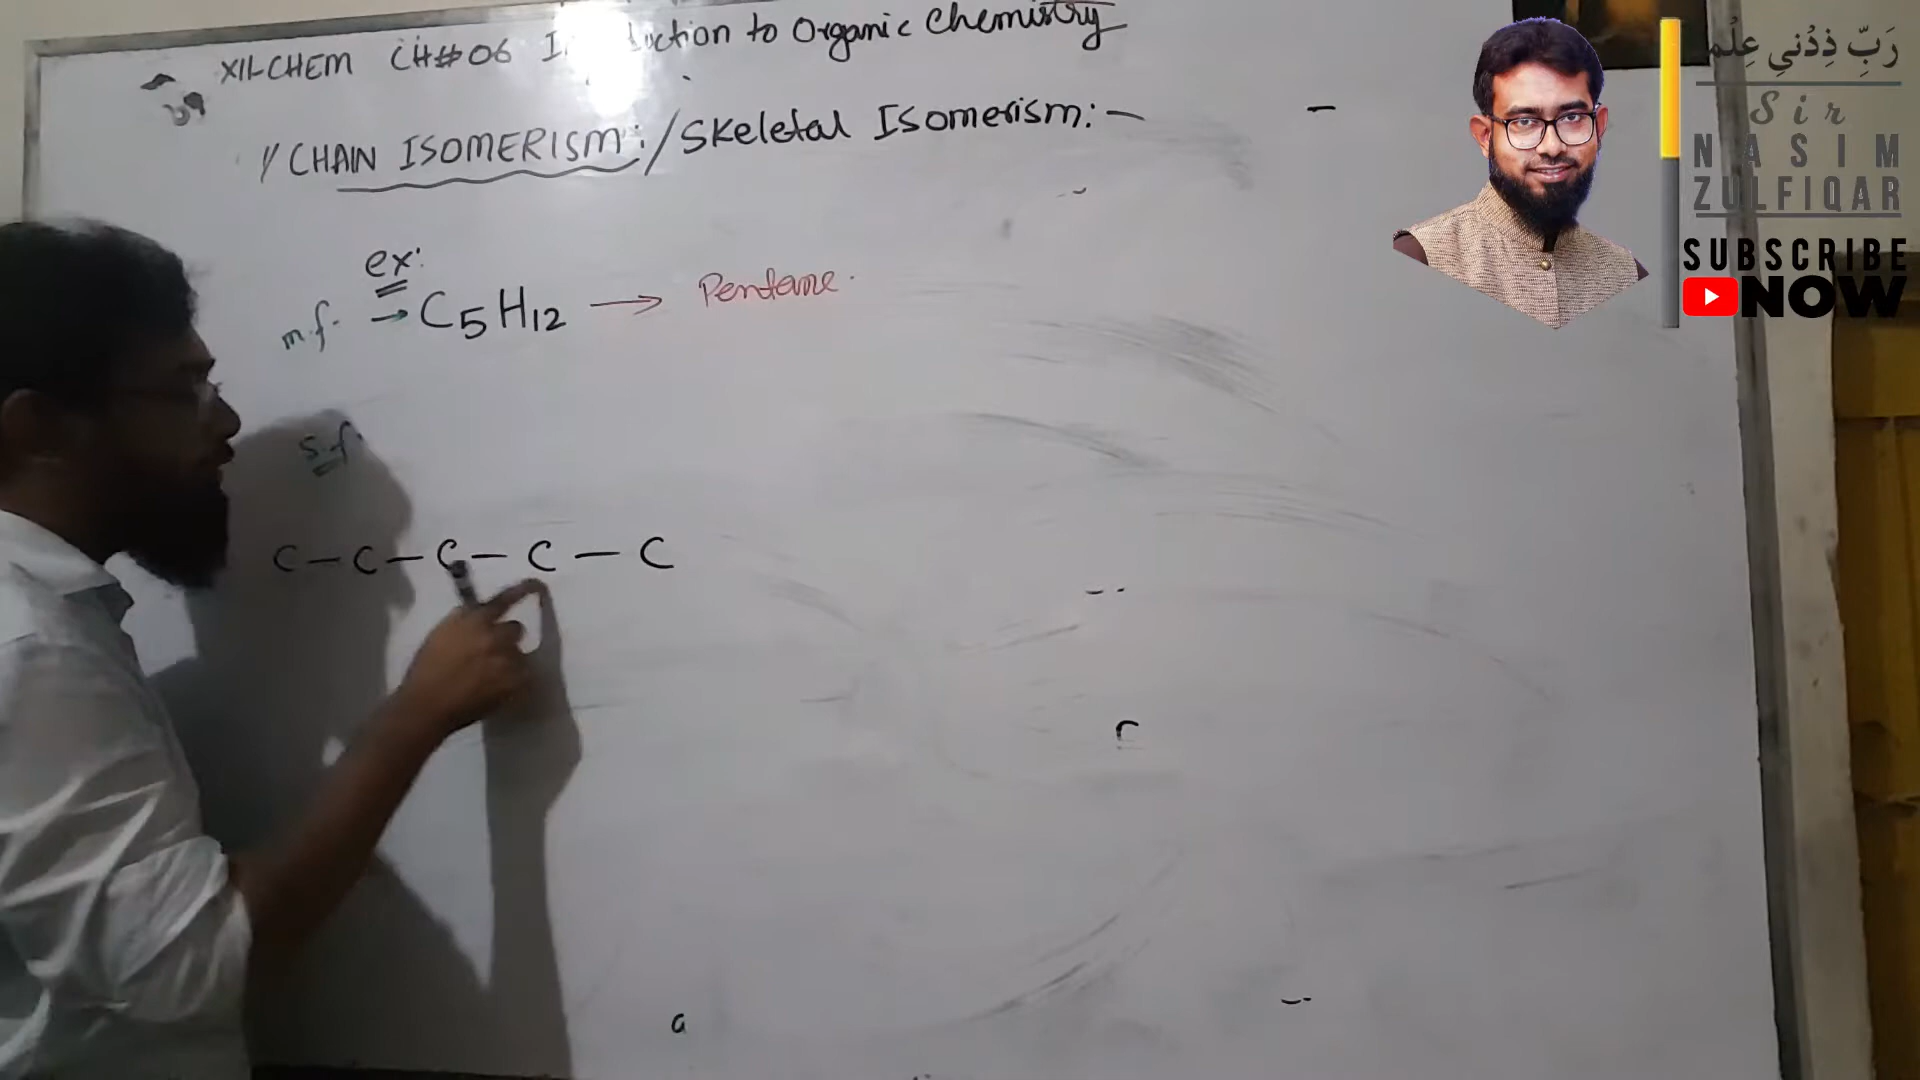 XII-CHEM CH#06 Introduction to Organic Chemistry
// CHAIN ISOMERISM: / Skeletal Isomerism:-
ex:
m.f. → C5H12 → Pentane.
s.f.
C - C - C - C - C
رَبِّ زِدْنِي عِلْمًا
Sir
NASIM
ZULFIQAR
SUBSCRIBE
NOW